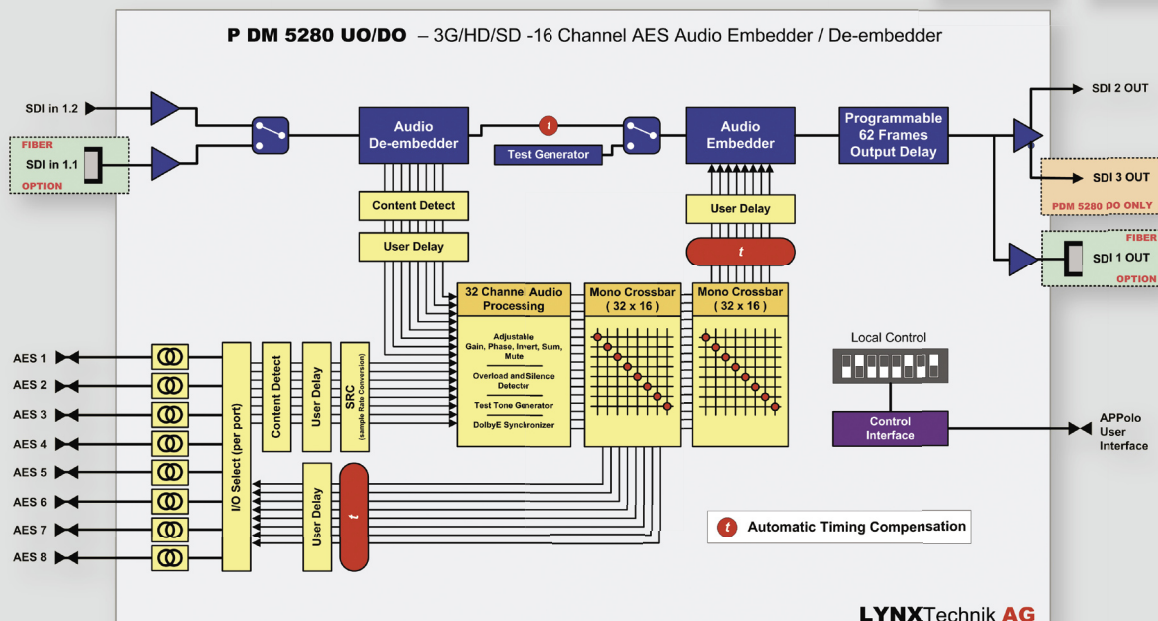 P DM 5280 UO/DO – 3G/HD/SD -16 Channel AES Audio Embedder / De-embedder
SDI in 1.2
FIBER
SDI in 1.1
OPTION
Audio
De-embedder
t
Test Generator
Audio
Embedder
Programmable
62 Frames
Output Delay
SDI 2 OUT
SDI 3 OUT
PDM 5280 DO ONLY
FIBER
SDI 1 OUT
OPTION
Content Detect
User Delay
User Delay
t
32 Channel Audio
Processing
Adjustable
Gain, Phase, Invert, Sum,
Mute
Overload and Silence
Detector
Test Tone Generator
DolbyE Synchronizer
Mono Crossbar
( 32 x 16 )
Mono Crossbar
( 32 x 16 )
AES 1
AES 2
AES 3
AES 4
AES 5
AES 6
AES 7
AES 8
I/O Select (per port)
Content Detect
User Delay
SRC
(sample Rate Conversion)
User Delay
t
Local Control
Control
Interface
APPolo
User
Interface
t Automatic Timing Compensation
LYNXTechnik AG